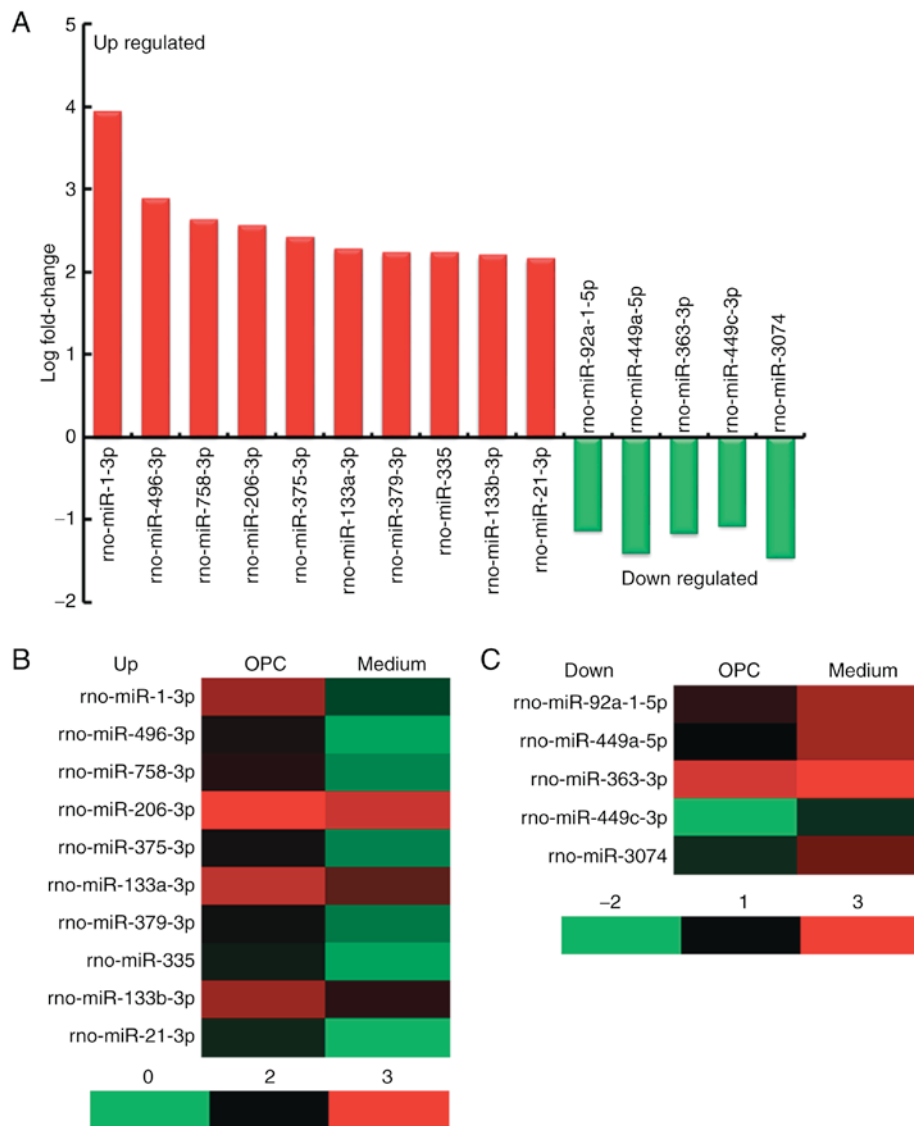 A
Up regulated
5
4
3
2
1
0
−1
−2
Log fold-change
rno-miR-1-3p
rno-miR-496-3p
rno-miR-758-3p
rno-miR-206-3p
rno-miR-375-3p
rno-miR-133a-3p
rno-miR-379-3p
rno-miR-335
rno-miR-133b-3p
rno-miR-21-3p
rno-miR-92a-1-5p
rno-miR-449a-5p
rno-miR-363-3p
rno-miR-449c-3p
rno-miR-3074
Down regulated
B
Up OPC Medium
rno-miR-1-3p
rno-miR-496-3p
rno-miR-758-3p
rno-miR-206-3p
rno-miR-375-3p
rno-miR-133a-3p
rno-miR-379-3p
rno-miR-335
rno-miR-133b-3p
rno-miR-21-3p
0 2 3
C
Down OPC Medium
rno-miR-92a-1-5p
rno-miR-449a-5p
rno-miR-363-3p
rno-miR-449c-3p
rno-miR-3074
−2 1 3